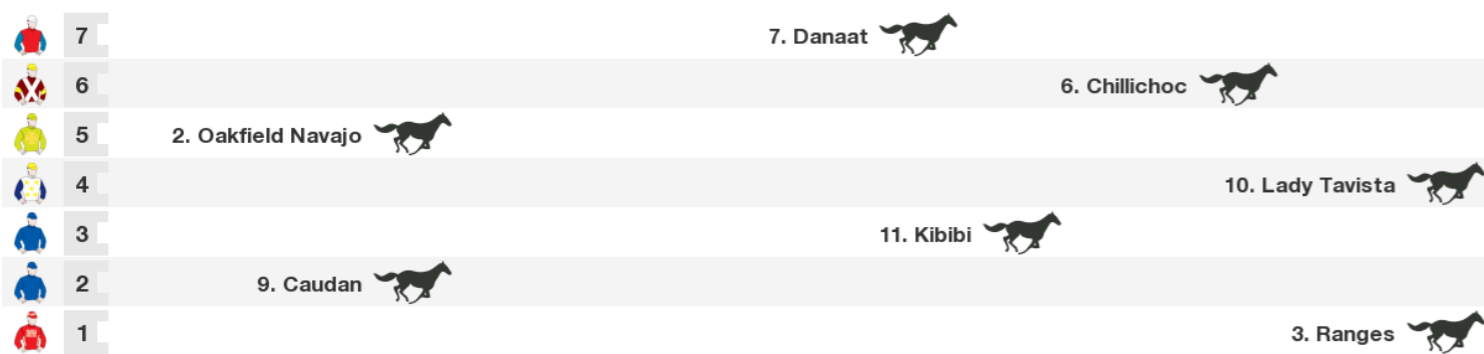 7 7. Danaat
6 6. Chillichoc
5 2. Oakfield Navajo
4 10. Lady Tavista
3 11. Kibibi
2 9. Caudan
1 3. Ranges